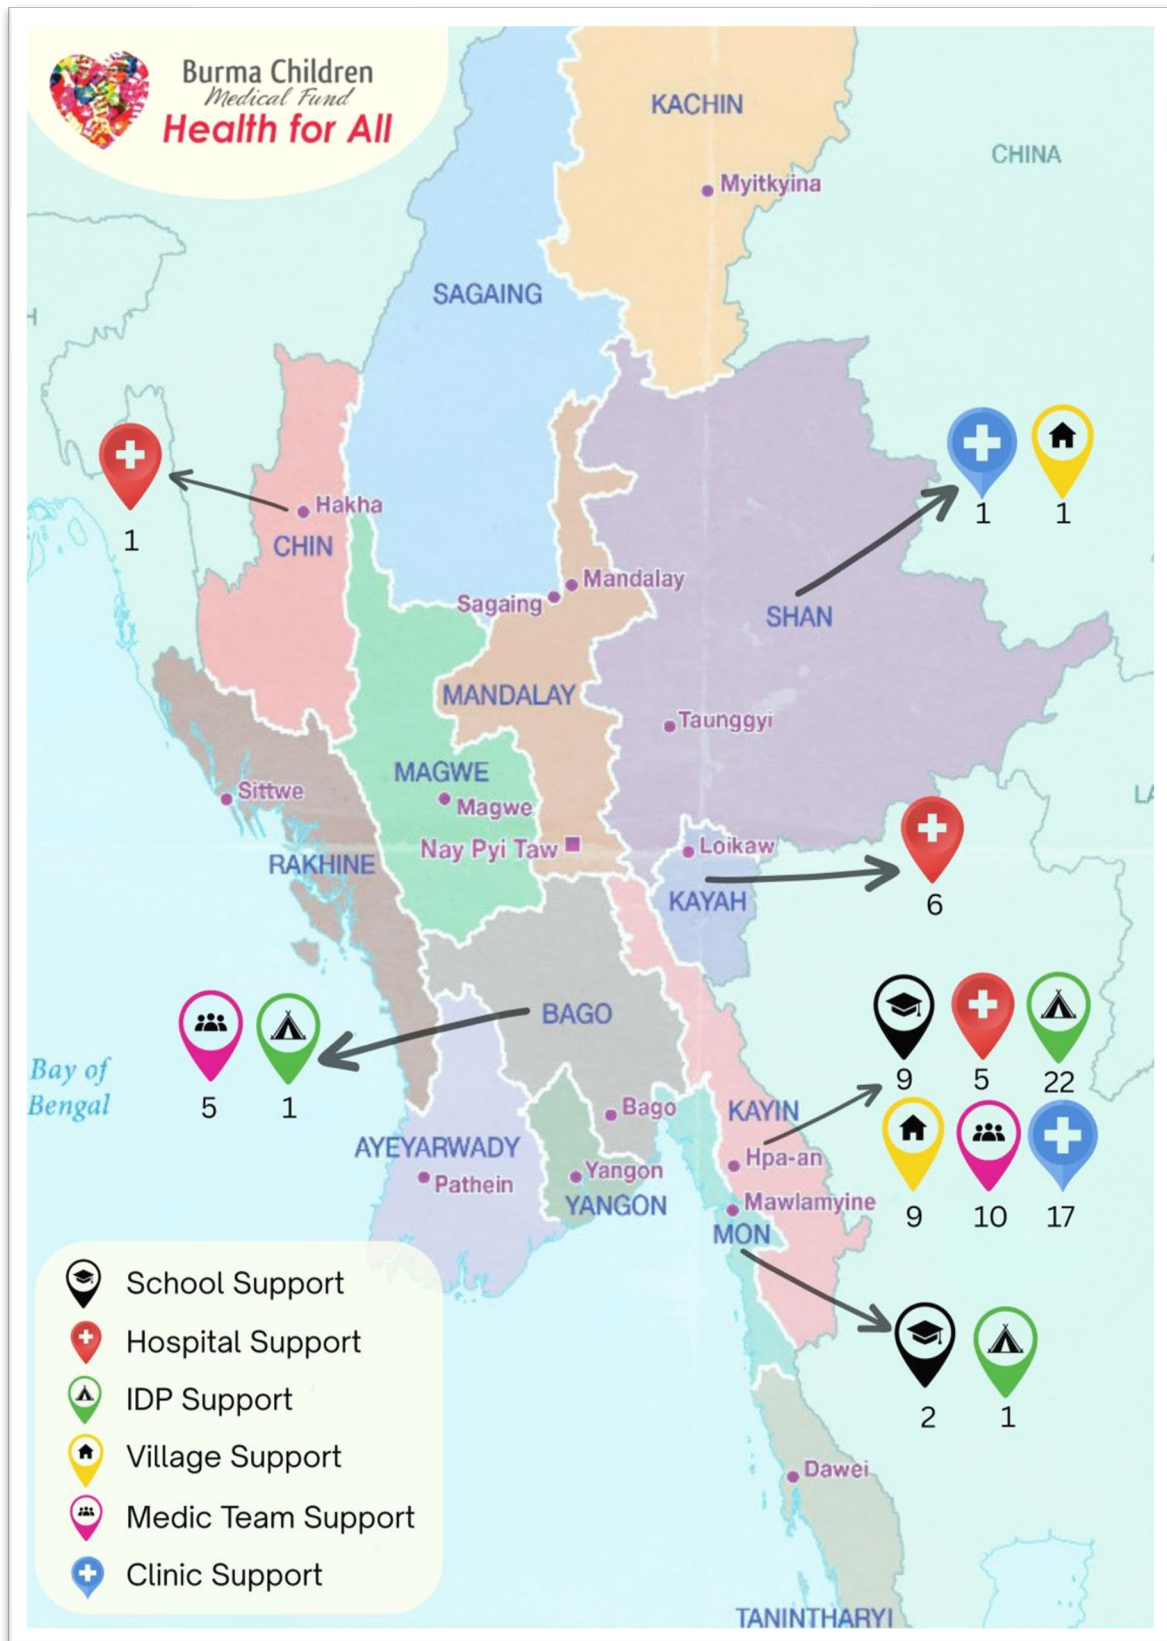 Burma Children
Medical Fund
Health for All
KACHIN
CHINA
Myitkyina
SAGAING
H
Hakha
CHIN
1
1
1
Mandalay
Sagaing
SHAN
MANDALAY
Taunggyi
MAGWE
Magwe
Sittwe
LA
Nay Pyi Taw
Loikaw
RAKHINE
KAYAH
6
BAGO
Bay of
Bengal
5
1
9
5
22
Bago
KAYIN
AYEYARWADY
Hpa-an
Pathein
Yangon
YANGON
Mawlamyine
MON
9
10
17
School Support
Hospital Support
IDP Support
Village Support
Medic Team Support
Clinic Support
2
1
Dawei
TANINTHARYI